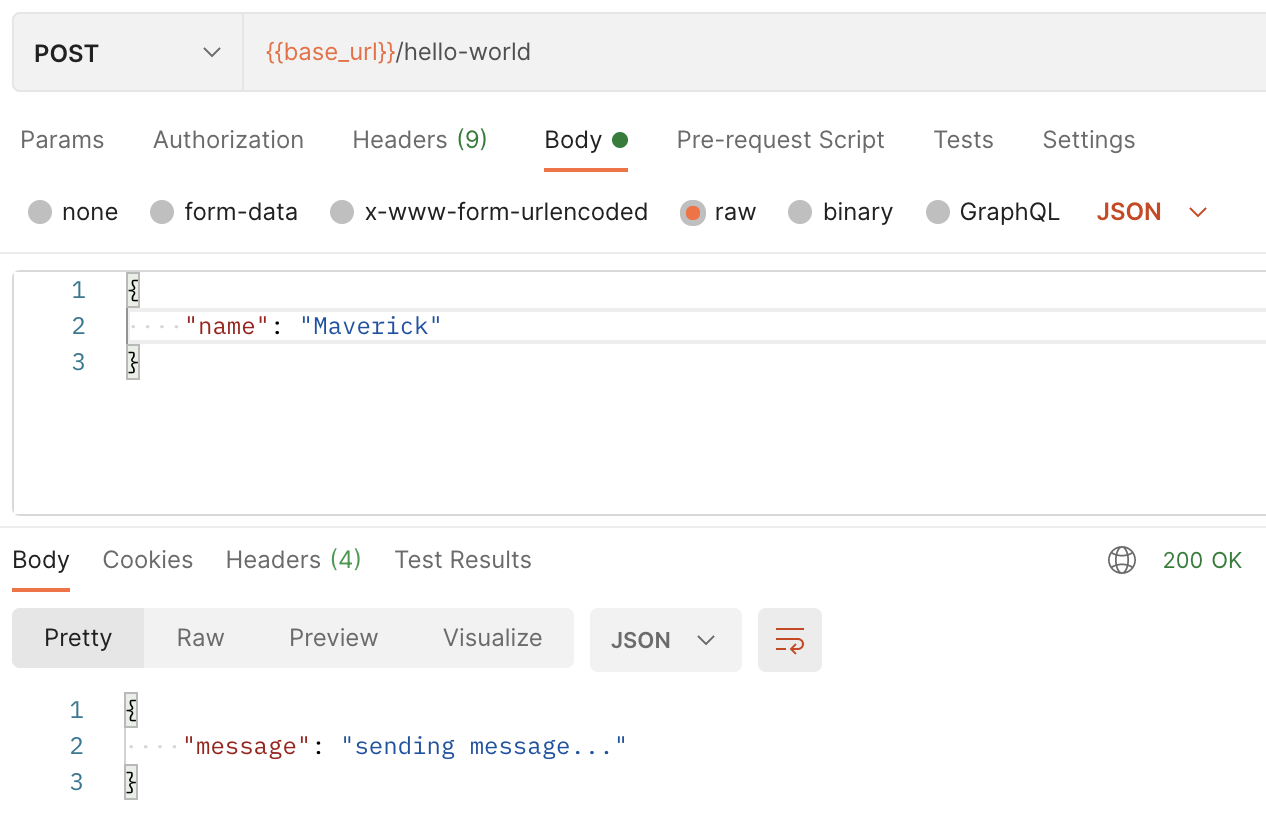 POST {{base_url}}/hello-world
Params Authorization Headers (9) Body Pre-request Script Tests Settings
none form-data x-www-form-urlencoded raw binary GraphQL JSON
1 {
2 ····"name": "Maverick"
3 }
Body Cookies Headers (4) Test Results 200 OK
Pretty Raw Preview Visualize JSON
1 {
2 ····"message": "sending message..."
3 }